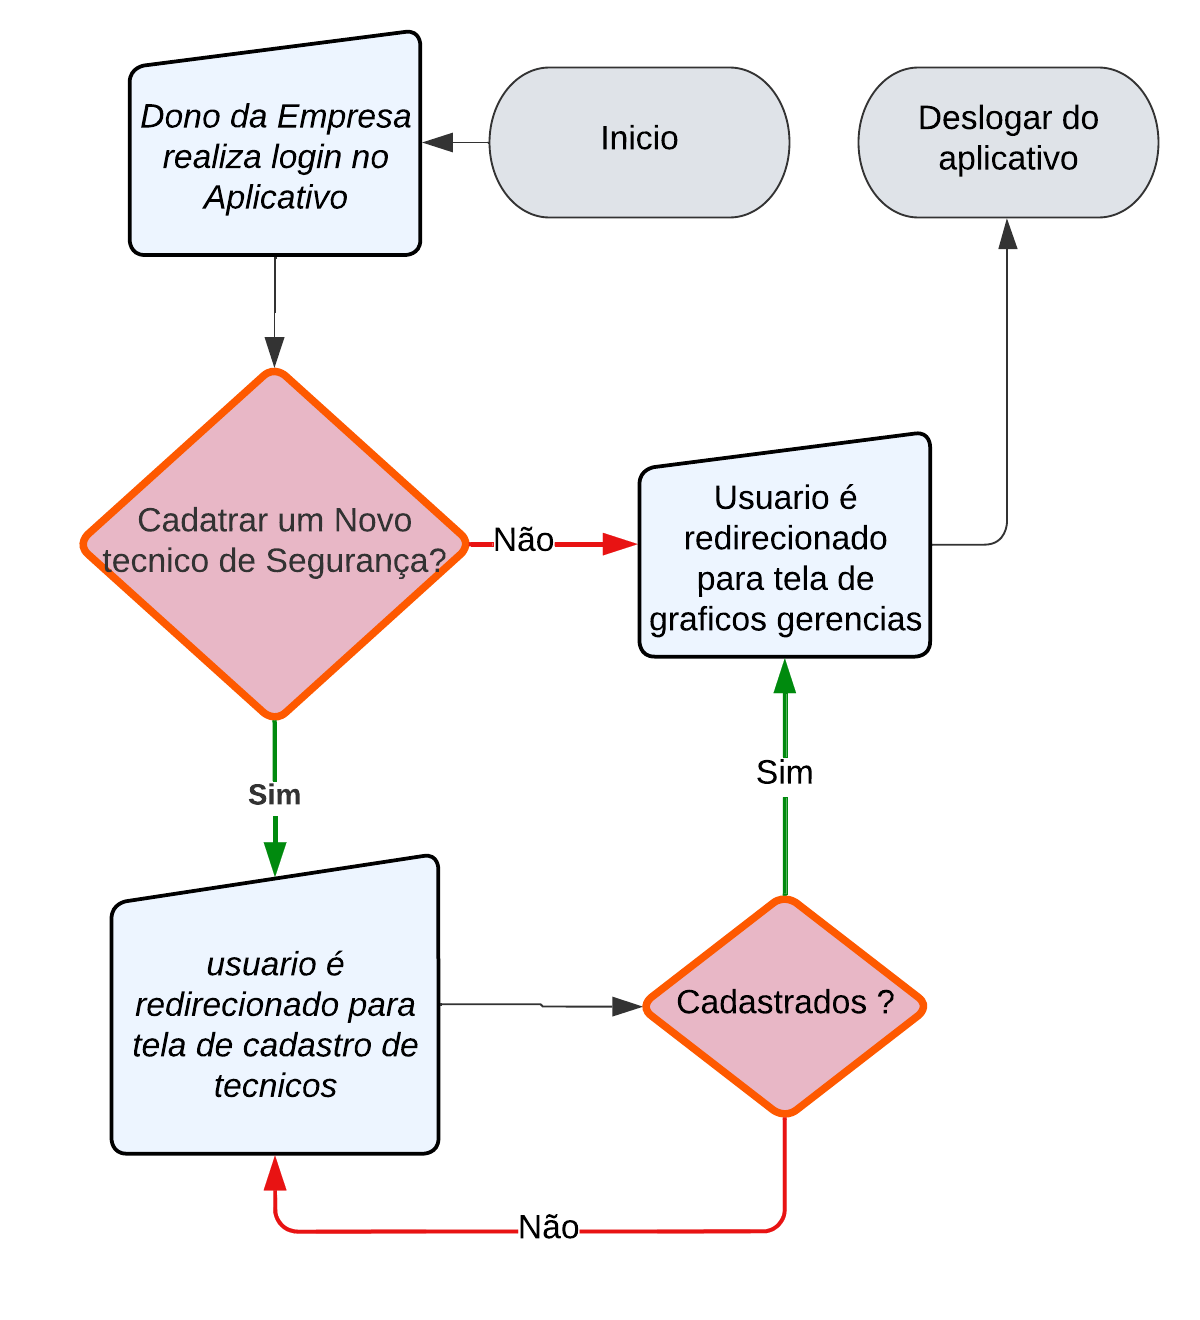 Dono da Empresa
realiza login no
Aplicativo
Inicio
Deslogar do
aplicativo
Cadatrar um Novo
tecnico de Segurança?
Não
Usuario é
redirecionado
para tela de
graficos gerencias
Sim
Sim
usuario é
redirecionado para
tela de cadastro de
tecnicos
Cadastrados ?
Não